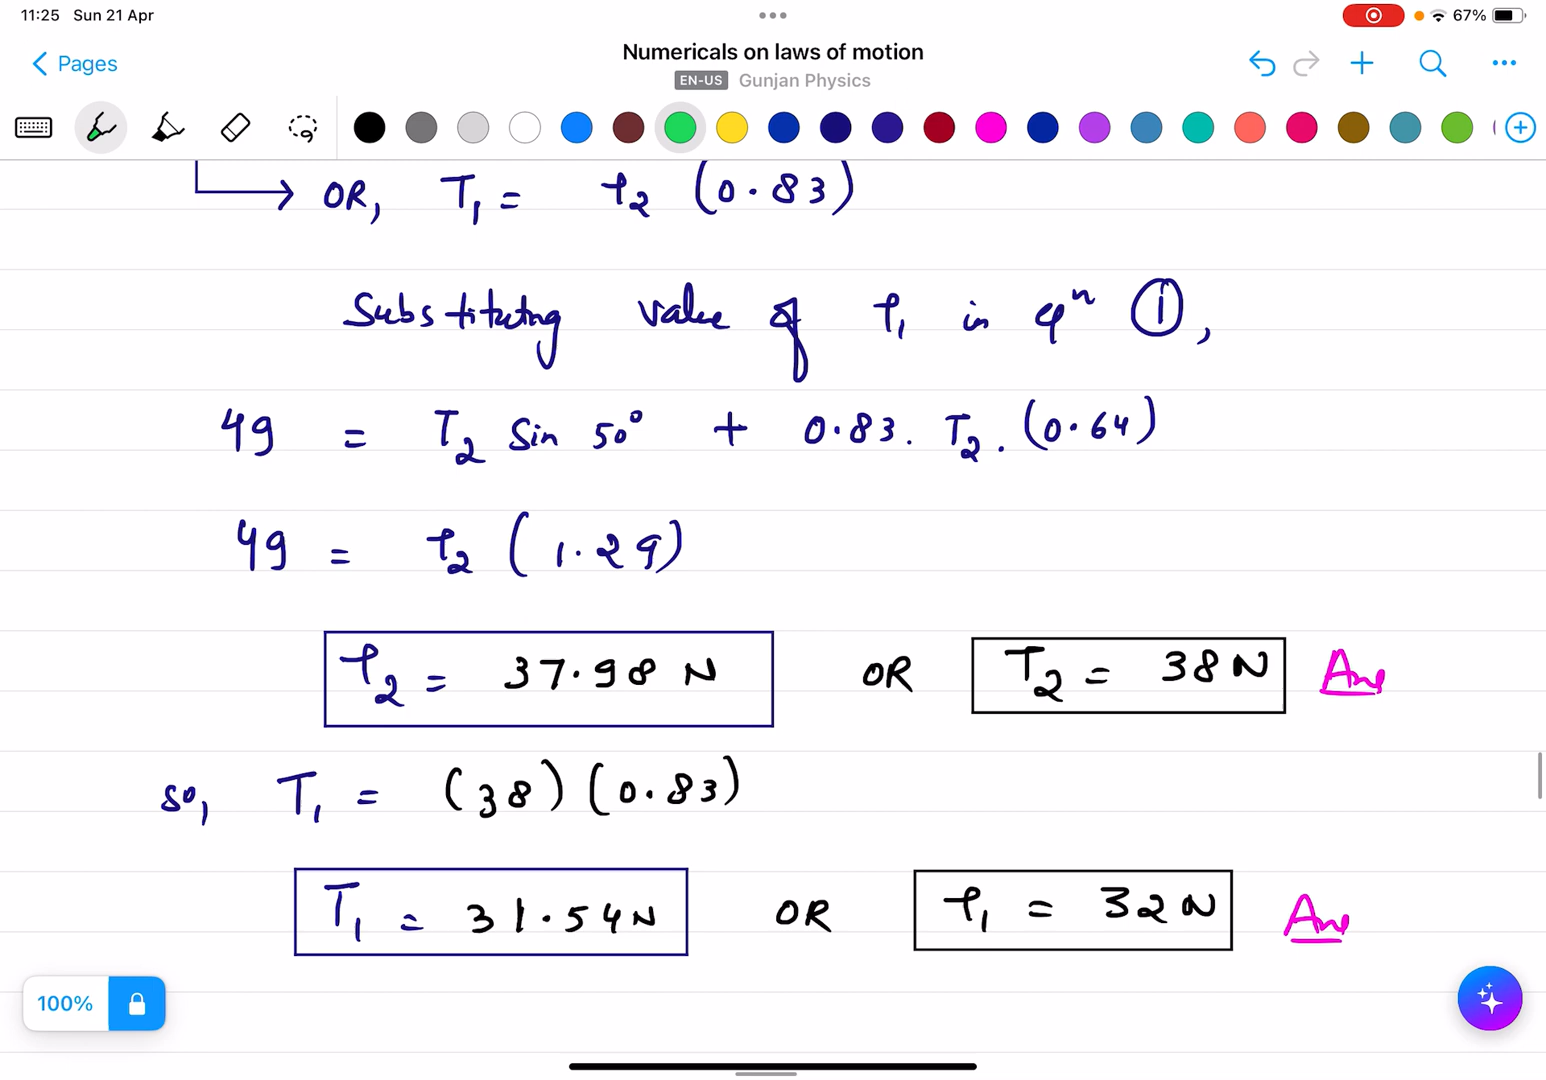 11:25 Sun 21 Apr
67%
Pages
Numericals on laws of motion
EN-US Gunjan Physics
OR, T₁ = T₂ (0.83)
Substituting value of T₁ in eqⁿ ①,
49 = T₂ Sin 50° + 0.83. T₂. (0.64)
49 = T₂ (1.29)
T₂ = 37.98 N OR T₂ = 38N Ans
so, T₁ = (38) (0.83)
T₁ = 31.54N OR T₁ = 32N Ans
100%